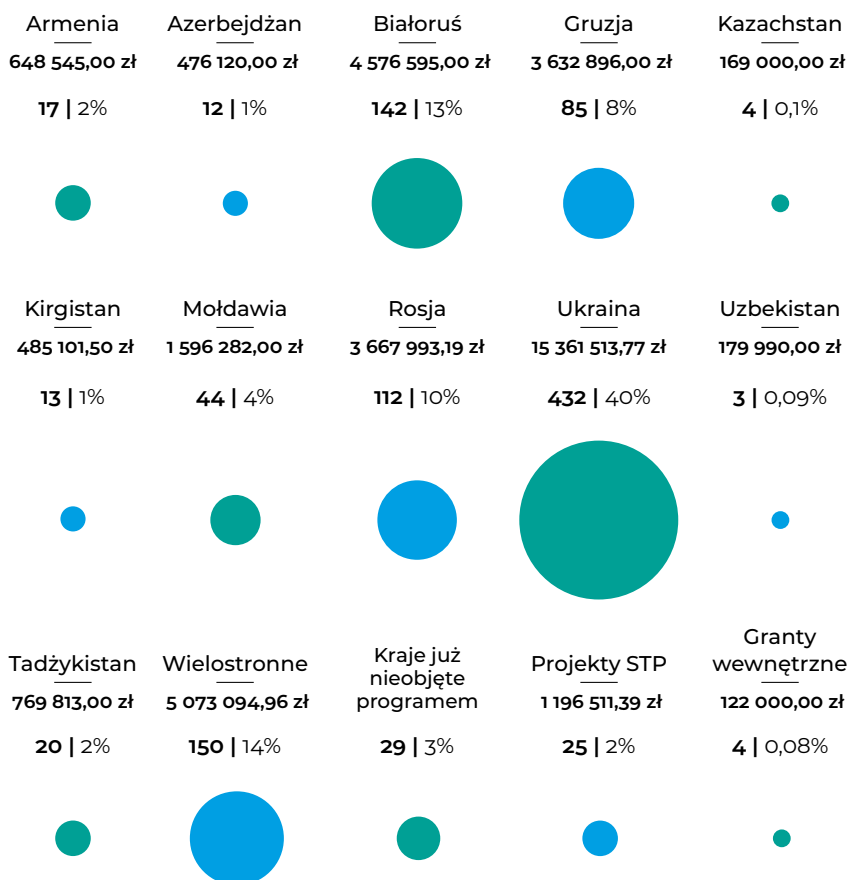 Armenia
648 545,00 zł
17 | 2%
Azerbejdżan
476 120,00 zł
12 | 1%
Białoruś
4 576 595,00 zł
142 | 13%
Gruzja
3 632 896,00 zł
85 | 8%
Kazachstan
169 000,00 zł
4 | 0,1%
Kirgistan
485 101,50 zł
13 | 1%
Mołdawia
1 596 282,00 zł
44 | 4%
Rosja
3 667 993,19 zł
112 | 10%
Ukraina
15 361 513,77 zł
432 | 40%
Uzbekistan
179 990,00 zł
3 | 0,09%
Tadżykistan
769 813,00 zł
20 | 2%
Wielostronne
5 073 094,96 zł
150 | 14%
Kraje już
nieobjęte
programem
29 | 3%
Projekty STP
1 196 511,39 zł
25 | 2%
Granty
wewnętrzne
122 000,00 zł
4 | 0,08%